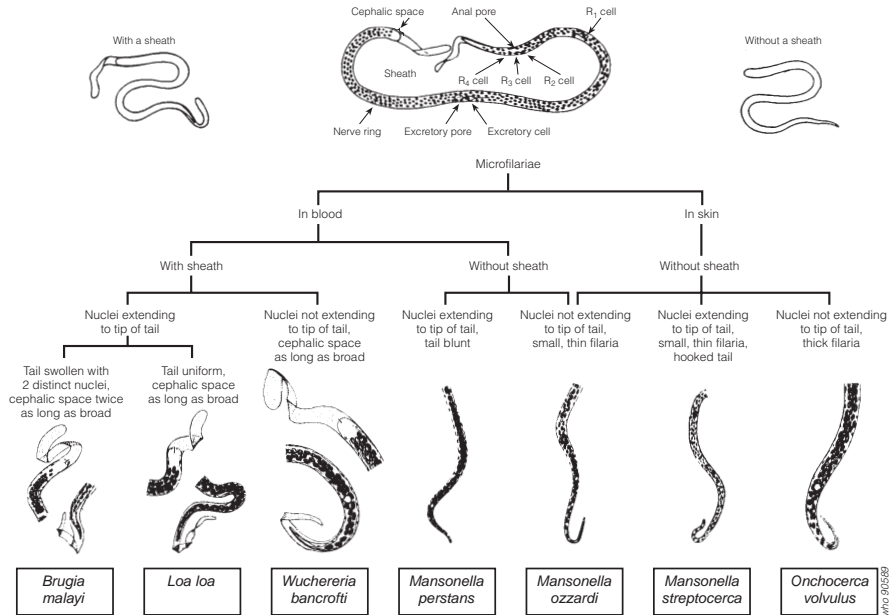 With a sheath
Cephalic space
Anal pore
R1 cell
Without a sheath
Sheath
R4 cell
R3 cell
R2 cell
Nerve ring
Excretory pore
Excretory cell
Microfilariae
In blood
In skin
With sheath
Without sheath
Without sheath
Nuclei extending
to tip of tail
Nuclei not extending
to tip of tail,
cephalic space
as long as broad
Nuclei extending
to tip of tail,
tail blunt
Nuclei not extending
to tip of tail,
small, thin filaria
Nuclei extending
to tip of tail,
small, thin filaria,
hooked tail
Nuclei not extending
to tip of tail,
thick filaria
Tail swollen with
2 distinct nuclei,
cephalic space twice
as long as broad
Tail uniform,
cephalic space
as long as broad
Brugia
malayi
Loa loa
Wuchereria
bancrofti
Mansonella
perstans
Mansonella
ozzardi
Mansonella
streptocerca
Onchocerca
volvulus
who 90589